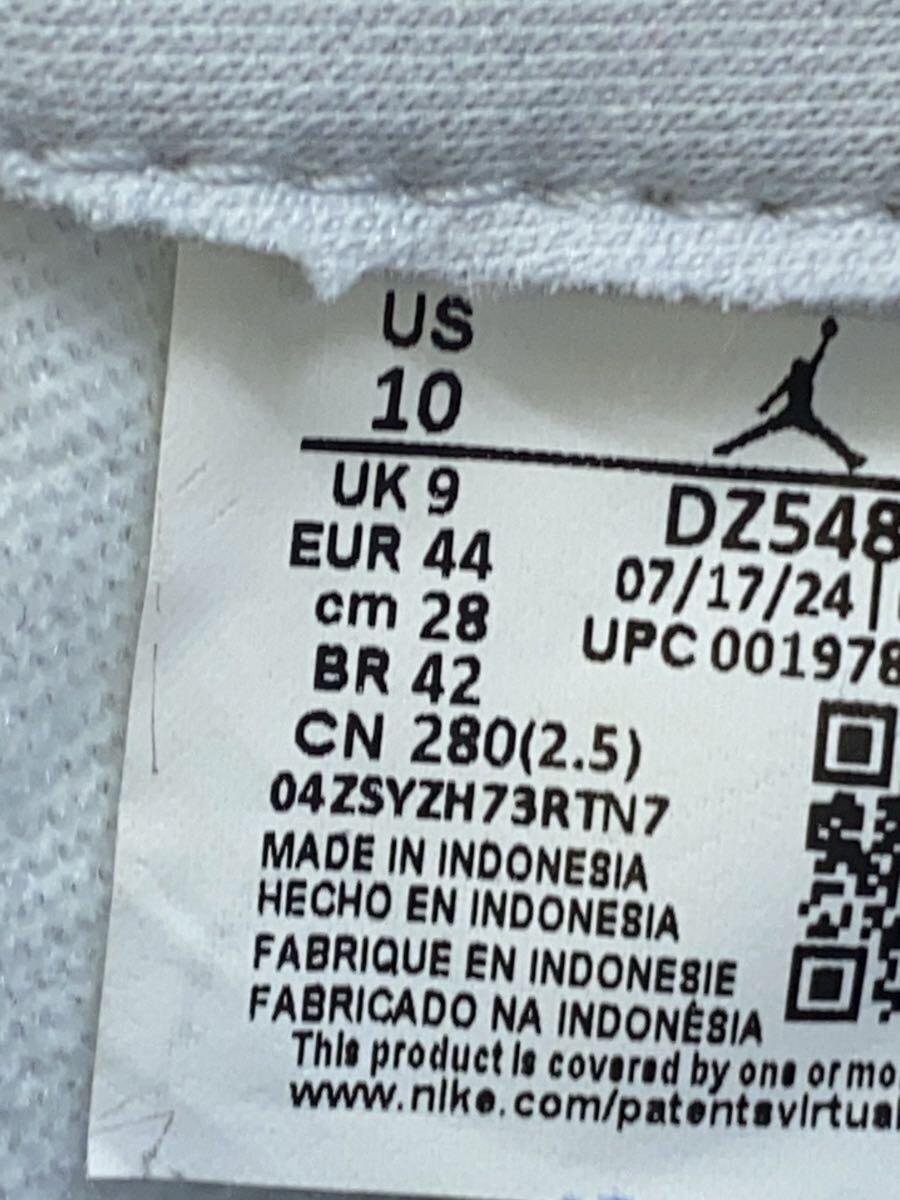 US
10
UK 9
EUR 44
cm 28
BR 42
CN 280(2.5)
04ZSYZH73RTN7
MADE IN INDONESIA
HECHO EN INDONESIA
FABRIQUE EN INDONESIE
FABRICADO NA INDONÉSIA
DZ548
07/17/24
UPC 001978
This product is covered by one or mo
www.nike.com/patentsvirtual